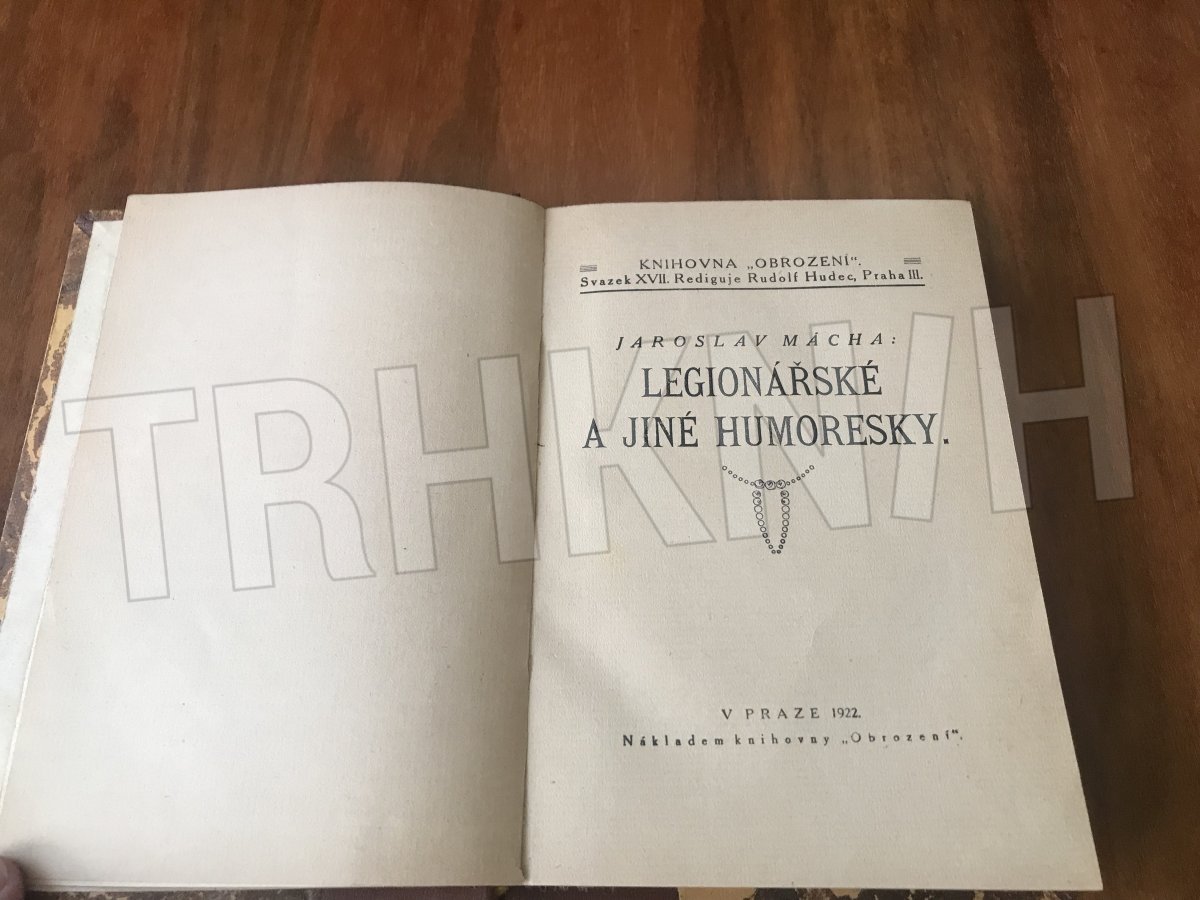 KNIHOVNA „OBROZENÍ“.
Svazek XVII. Rediguje Rudolf Hudec, Praha III.
JAROSLAV MÁCHA:
LEGIONÁŘSKÉ
A JINÉ HUMORESKY.
TRHKNIH
V PRAZE 1922.
Nákladem knihovny „Obrození“.